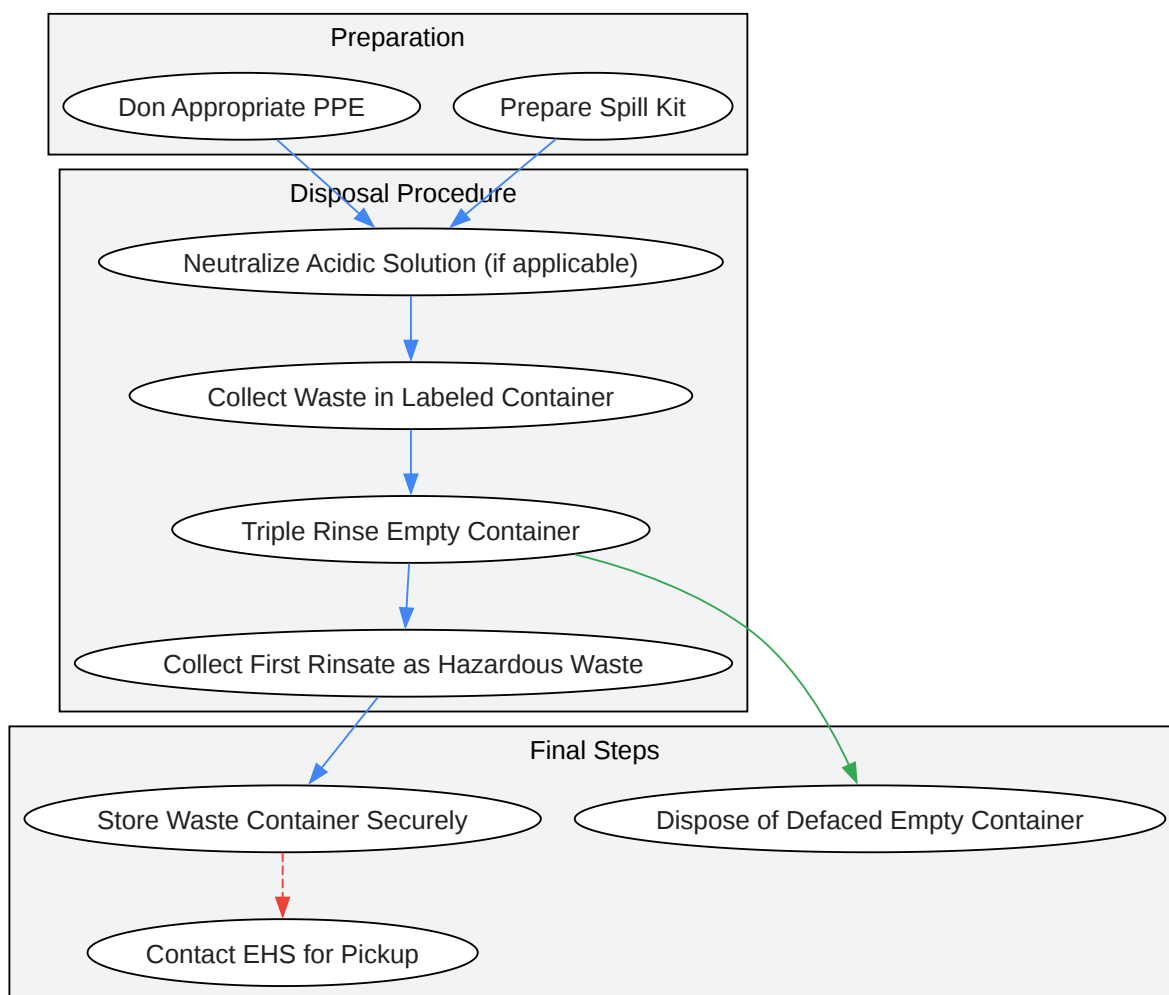 Preparation
Don Appropriate PPE
Prepare Spill Kit
Disposal Procedure
Neutralize Acidic Solution (if applicable)
Collect Waste in Labeled Container
Triple Rinse Empty Container
Collect First Rinsate as Hazardous Waste
Final Steps
Store Waste Container Securely
Dispose of Defaced Empty Container
Contact EHS for Pickup